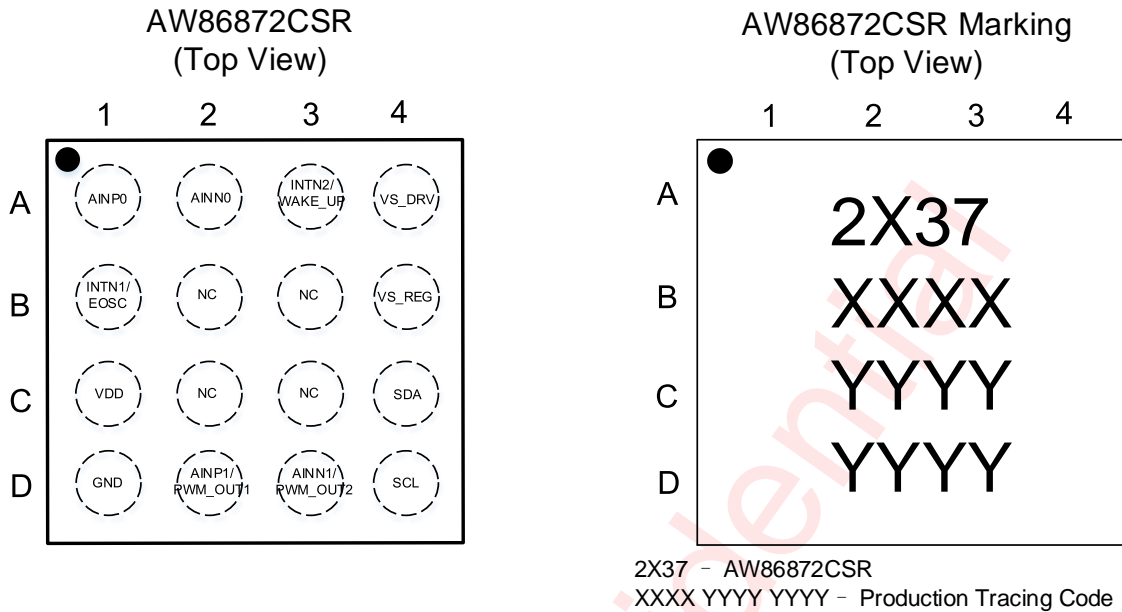 AW86872CSR
(Top View)
1 2 3 4
A
AINP0
AINN0
INTN2/
WAKE_UP
VS_DRV
B
INTN1/
EOSC
NC
NC
VS_REG
C
VDD
NC
NC
SDA
D
GND
AINP1/
PWM_OUT1
AINN1/
PWM_OUT2
SCL
AW86872CSR Marking
(Top View)
1 2 3 4
A
2X37
B
XXXX
C
YYYY
D
YYYY
2X37 - AW86872CSR
XXXX YYYY YYYY - Production Tracing Code
dential